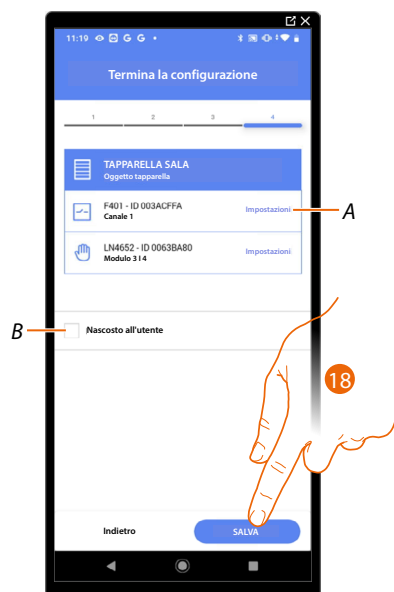 11:19 G G
Termina la configurazione
1 2 3 4
TAPPARELLA SALA
Oggetto tapparella
F401 - ID 003ACFFA
Canale 1
Impostazioni
A
LN4652 - ID 0063BA80
Modulo 3 I 4
Impostazioni
B
Nascosto all'utente
18
Indietro
SALVA